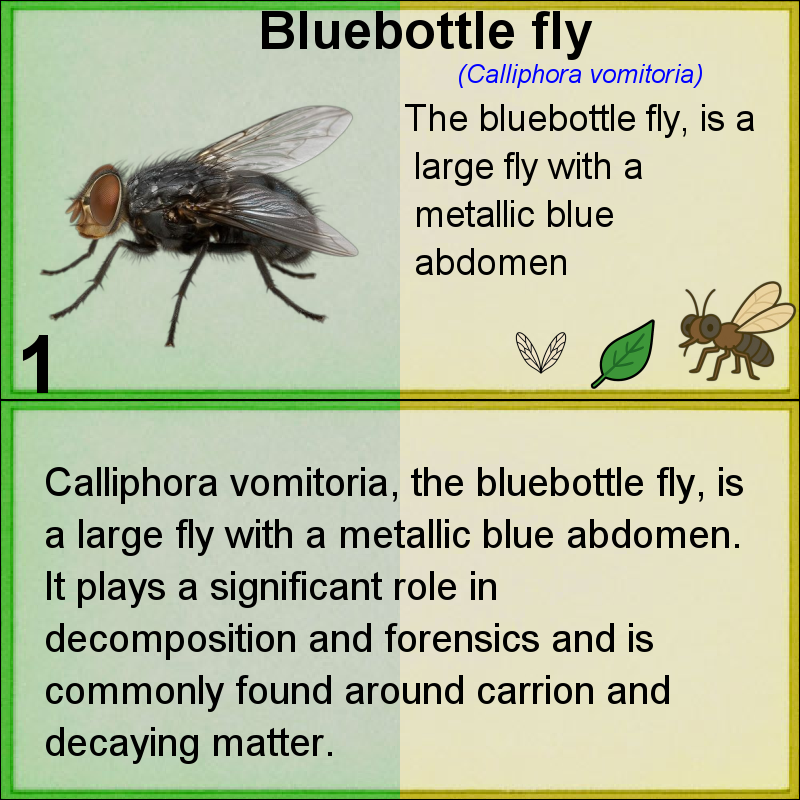 Bluebottle fly
(Calliphora vomitoria)
The bluebottle fly, is a
large fly with a
metallic blue
abdomen
1
Calliphora vomitoria, the bluebottle fly, is
a large fly with a metallic blue abdomen.
It plays a significant role in
decomposition and forensics and is
commonly found around carrion and
decaying matter.